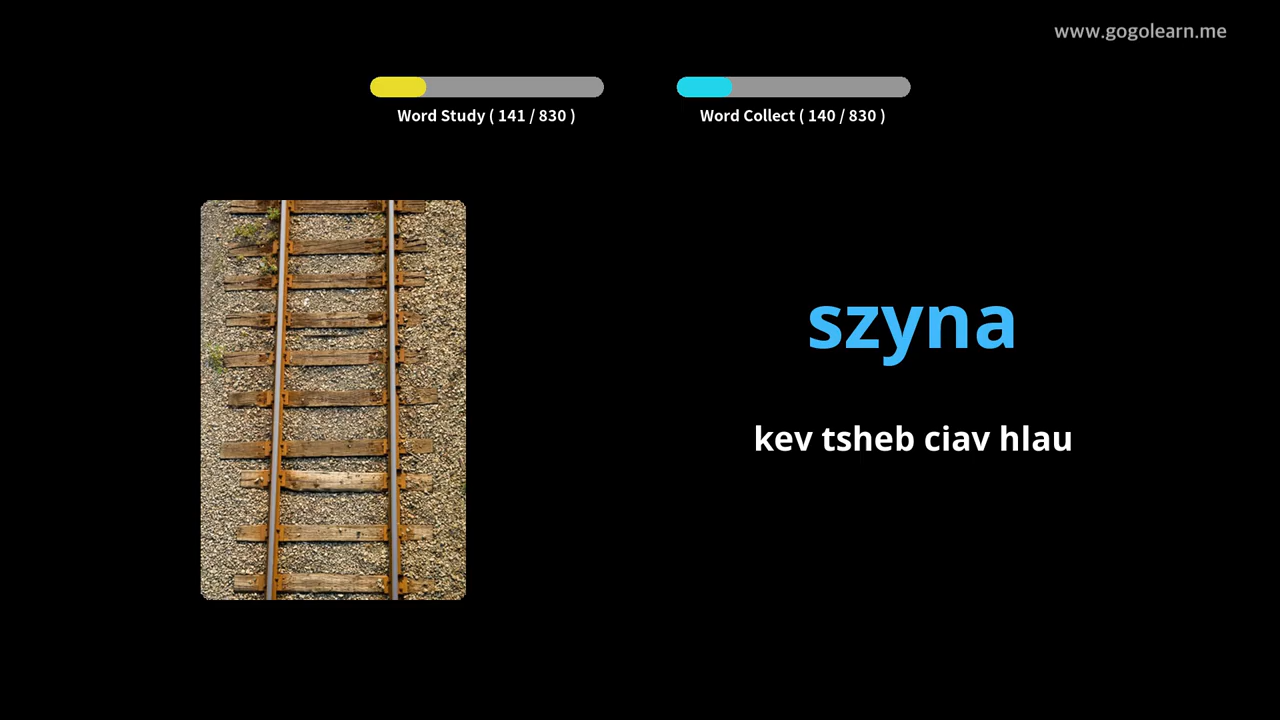 www.gogolearn.me
Word Study ( 141 / 830 )
Word Collect ( 140 / 830 )
szyna
kev tsheb ciav hlau